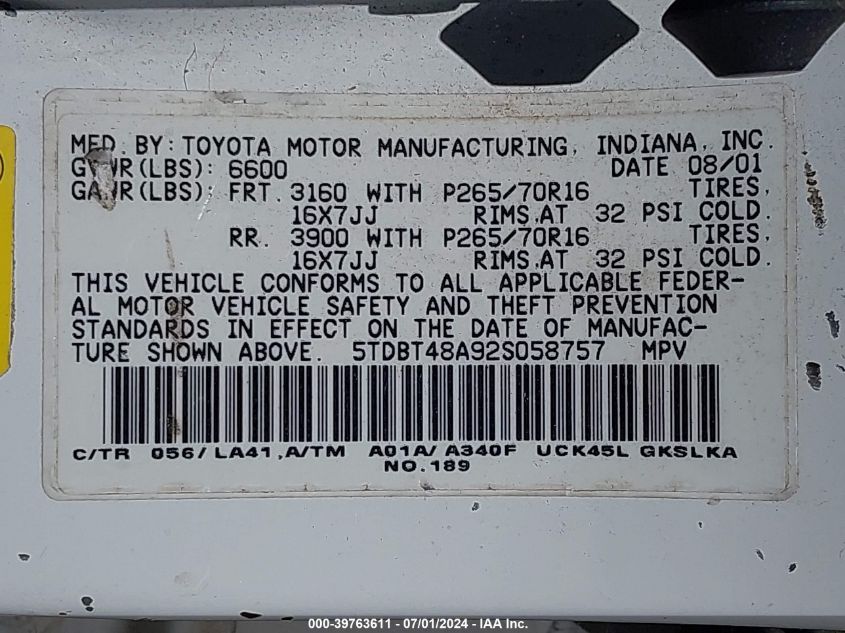 MFD. BY: TOYOTA MOTOR MANUFACTURING, INDIANA, INC.
GVWR(LBS): 6600 DATE 08/01
GAWR(LBS): FRT. 3160 WITH P265/70R16 TIRES,
16X7JJ RIMS,AT 32 PSI COLD.
RR. 3900 WITH P265/70R16 TIRES,
16X7JJ RIMS,AT 32 PSI COLD.
THIS VEHICLE CONFORMS TO ALL APPLICABLE FEDER-
AL MOTOR VEHICLE SAFETY AND THEFT PREVENTION
STANDARDS IN EFFECT ON THE DATE OF MANUFAC-
TURE SHOWN ABOVE. 5TDBT48A92S058757 MPV
C/TR 056/LA41,A/TM A01A/A340F UCK45L GKSLKA
NO.189
000-39763611 - 07/01/2024 - IAA Inc.